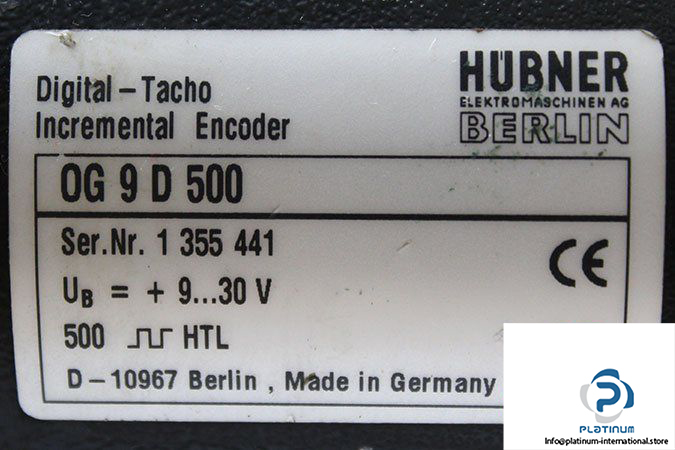 Digital – Tacho
Incremental Encoder
HÜBNER
ELEKTROMASCHINEN AG
BERLIN
OG 9 D 500
Ser.Nr. 1 355 441
UB = + 9...30 V
CE
500 HTL
D – 10967 Berlin , Made in Germany
PLATINUM
Info@platinum-international.store